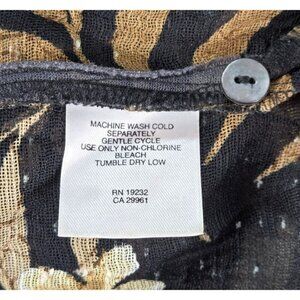 MACHINE WASH COLD
SEPARATELY
GENTLE CYCLE
USE ONLY NON-CHLORINE
BLEACH
TUMBLE DRY LOW
RN 19232
CA 29961